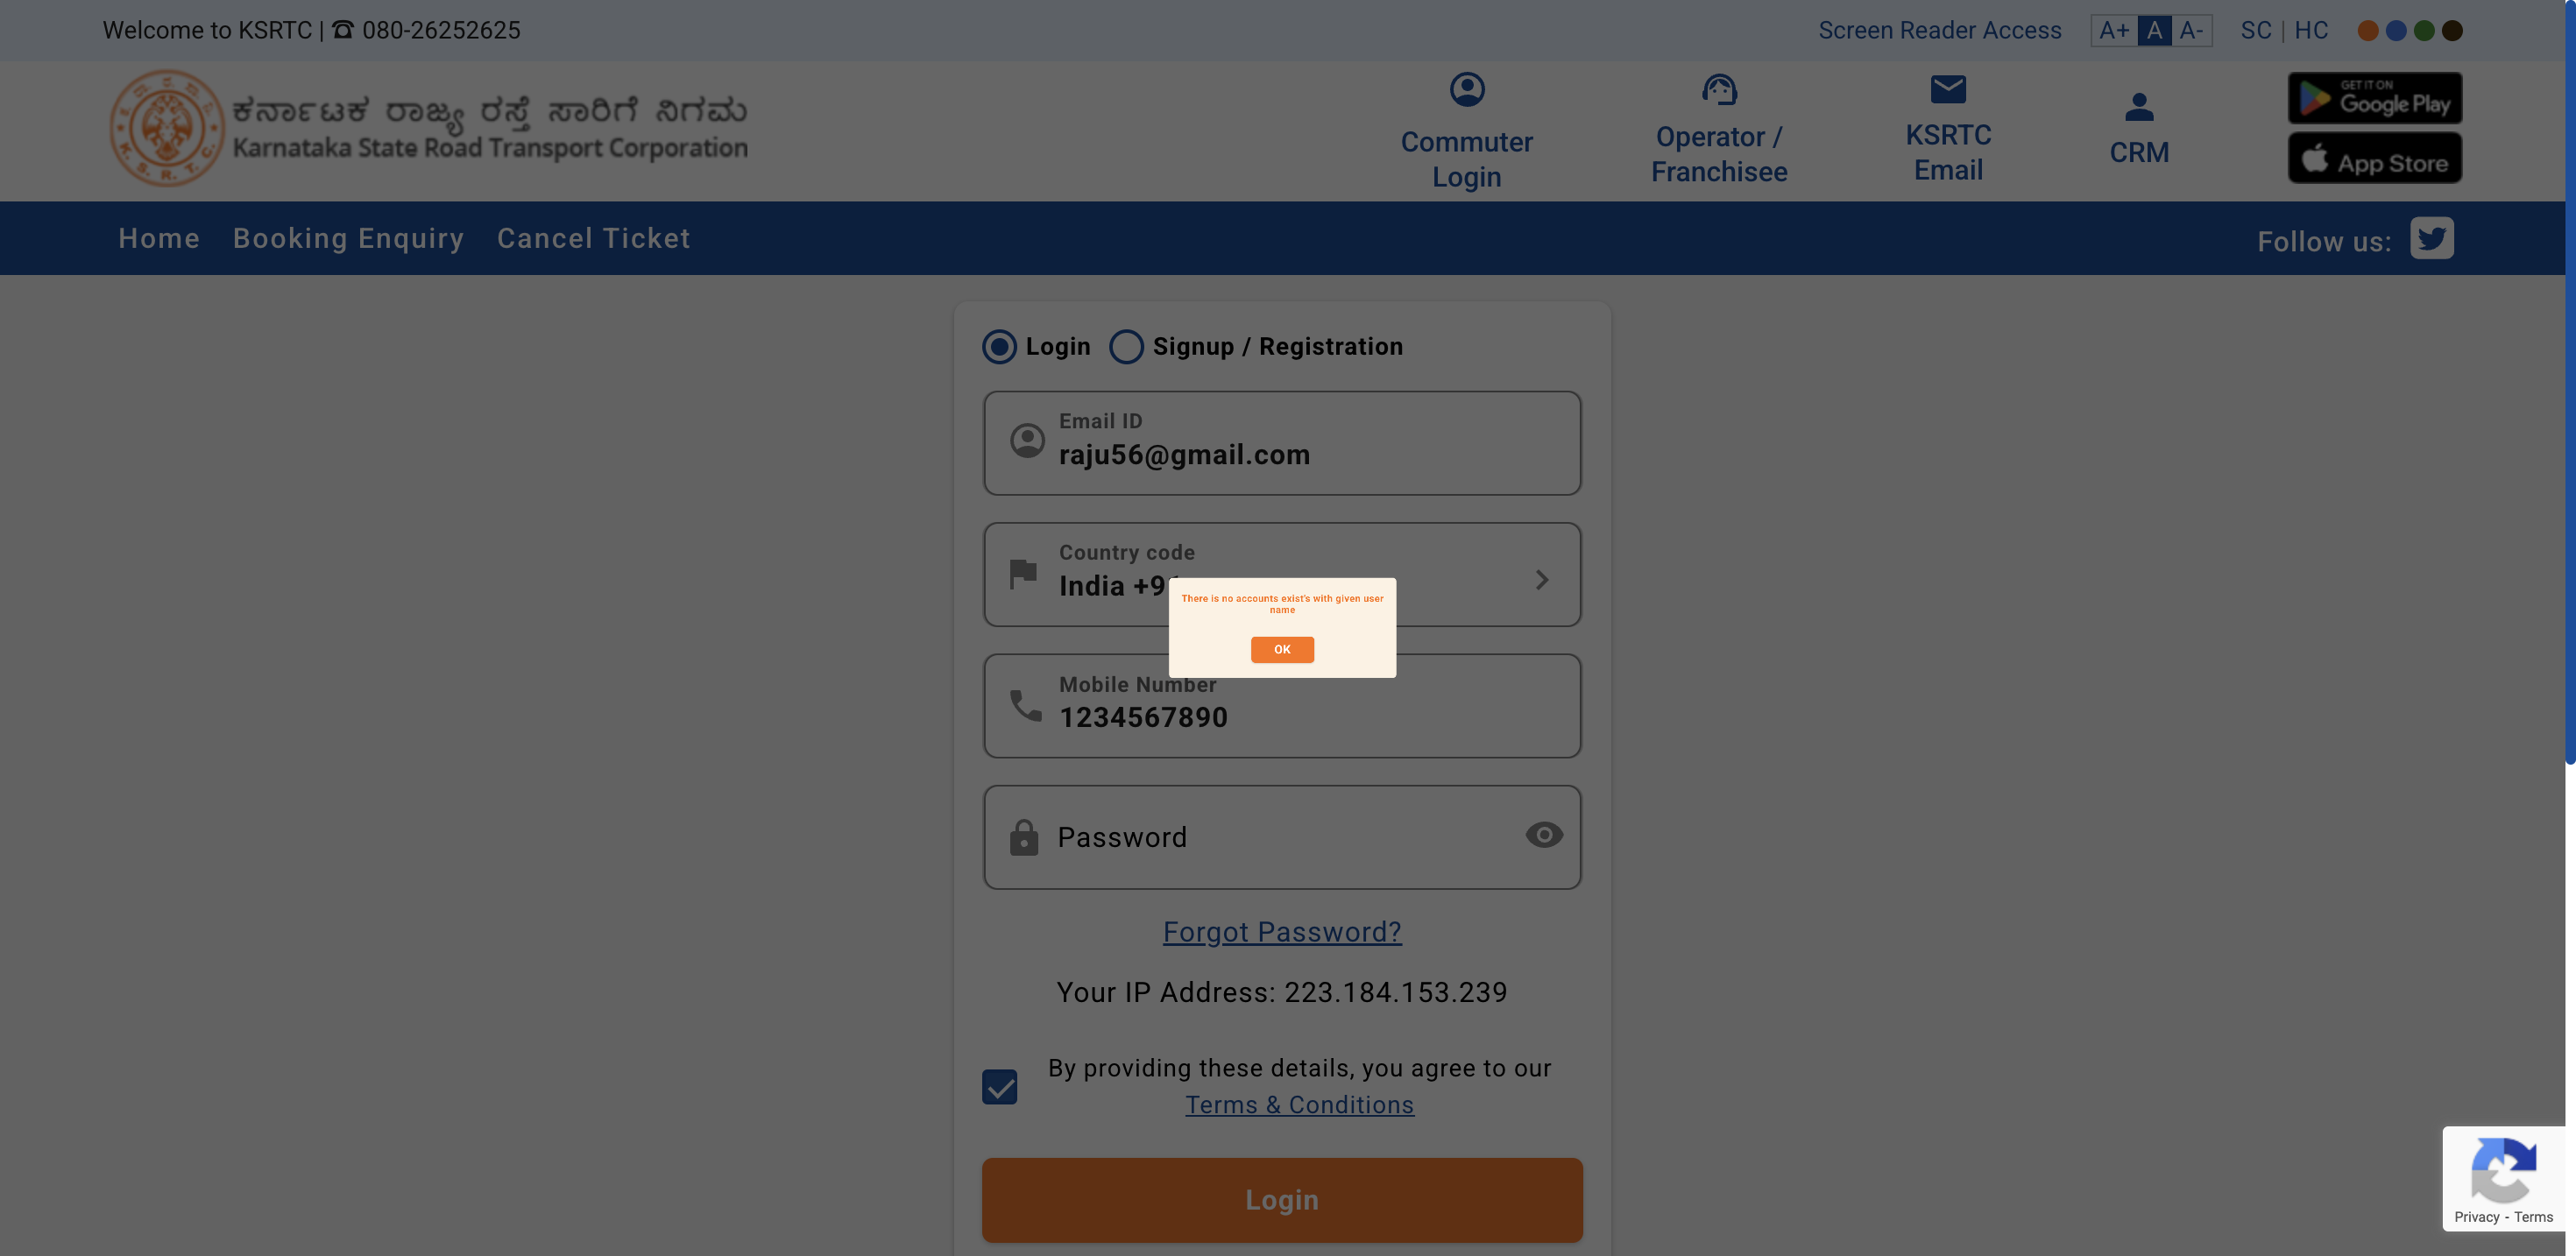 Welcome to KSRTC | ☎ 080-26252625
Screen Reader Access A+ A A- SC | HC
ಕರ್ನಾಟಕ ರಾಜ್ಯ ರಸ್ತೆ ಸಾರಿಗೆ ನಿಗಮ
Karnataka State Road Transport Corporation
K. S. R. T. C.
Commuter
Login
Operator /
Franchisee
KSRTC
Email
CRM
GET IT ON
Google Play
App Store
Home Booking Enquiry Cancel Ticket
Follow us:
Login Signup / Registration
Email ID
raju56@gmail.com
Country code
India +9
There is no accounts exist's with given user
name
OK
Mobile Number
1234567890
Password
Forgot Password?
Your IP Address: 223.184.153.239
By providing these details, you agree to our
Terms & Conditions
Login
Privacy - Terms